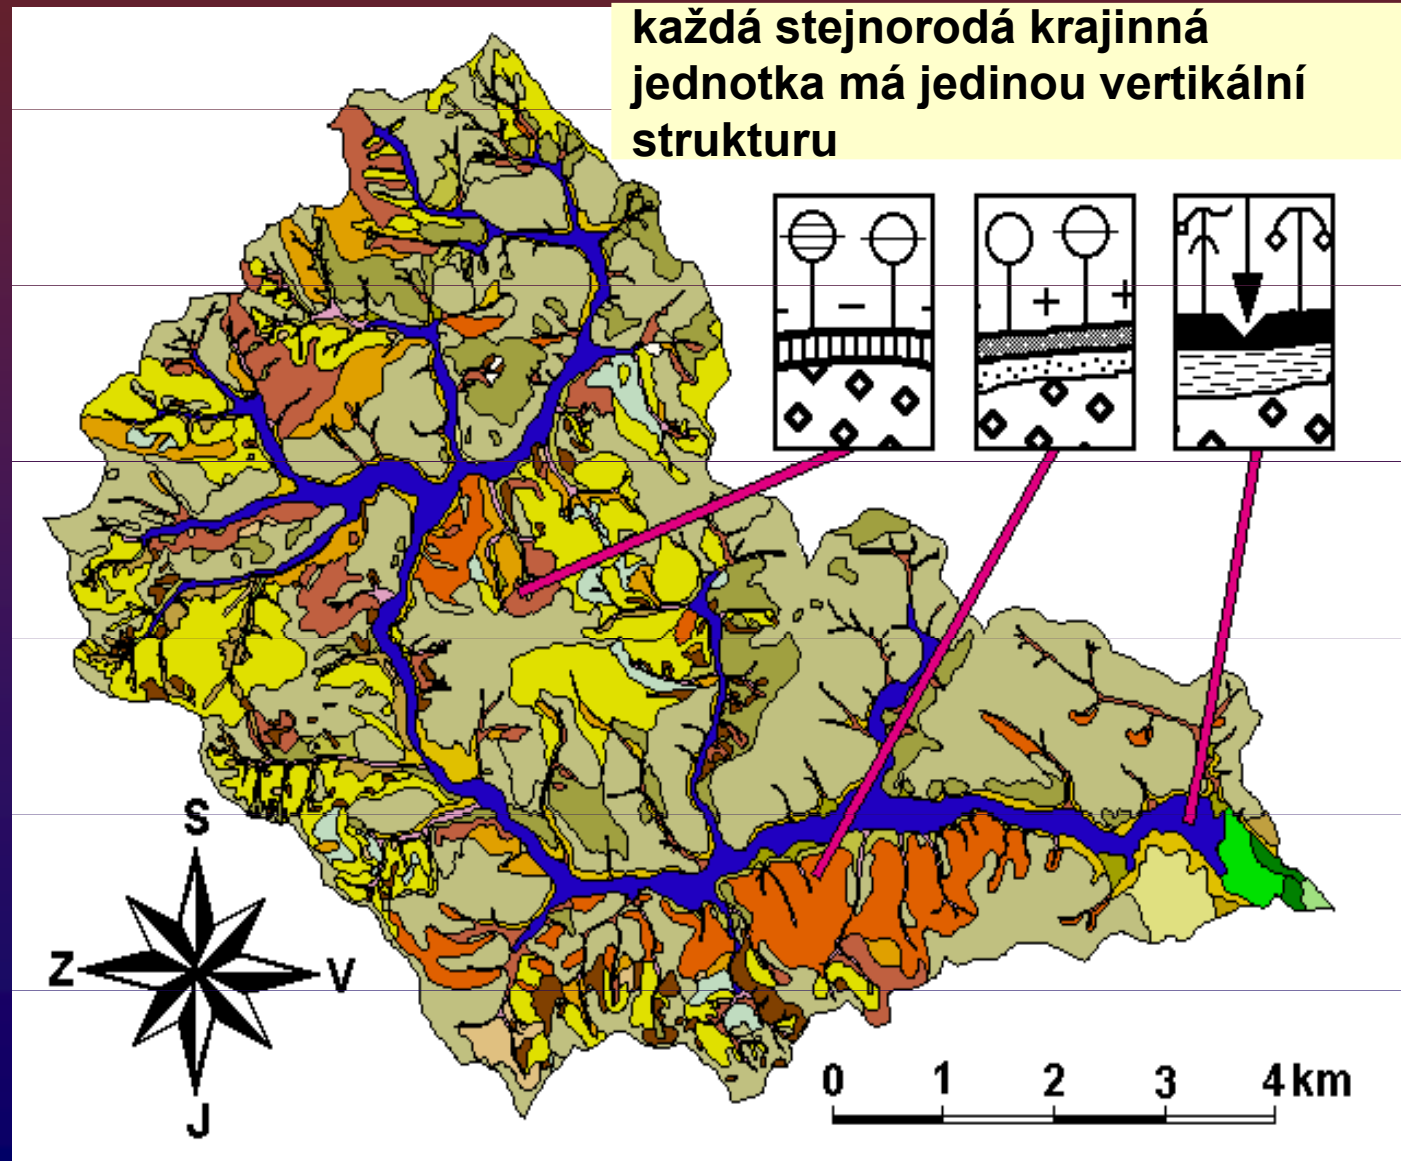 každá stejnorodá krajinná
jednotka má jedinou vertikální
strukturu
S
Z V
J
0 1 2 3 4 km